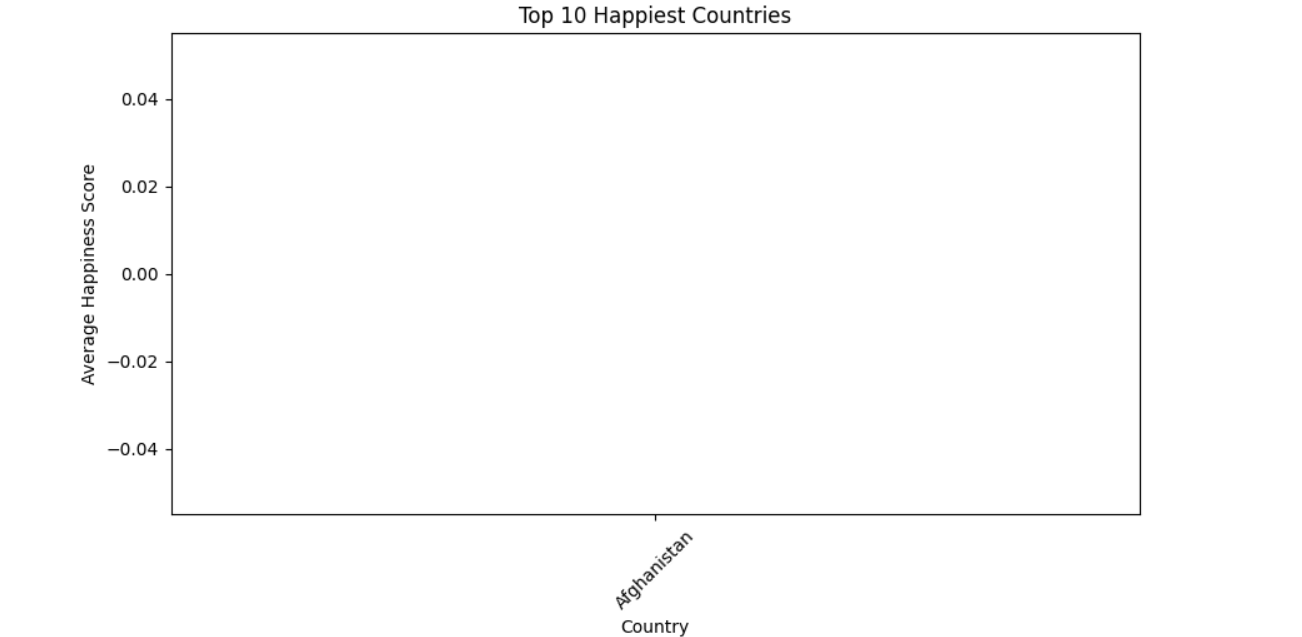 Top 10 Happiest Countries
Average Happiness Score
0.04
0.02
0.00
−0.02
−0.04
Afghanistan
Country